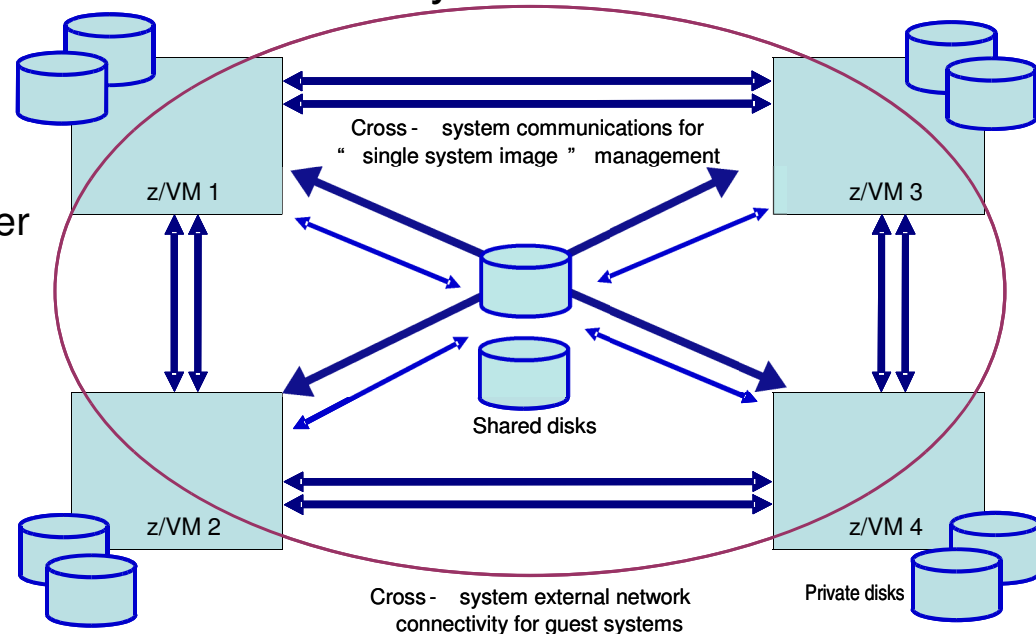 Cross - system communications for
“ single system image ” management
z/VM 1
z/VM 3
er
Shared disks
z/VM 2
z/VM 4
Private disks
Cross - system external network
connectivity for guest systems